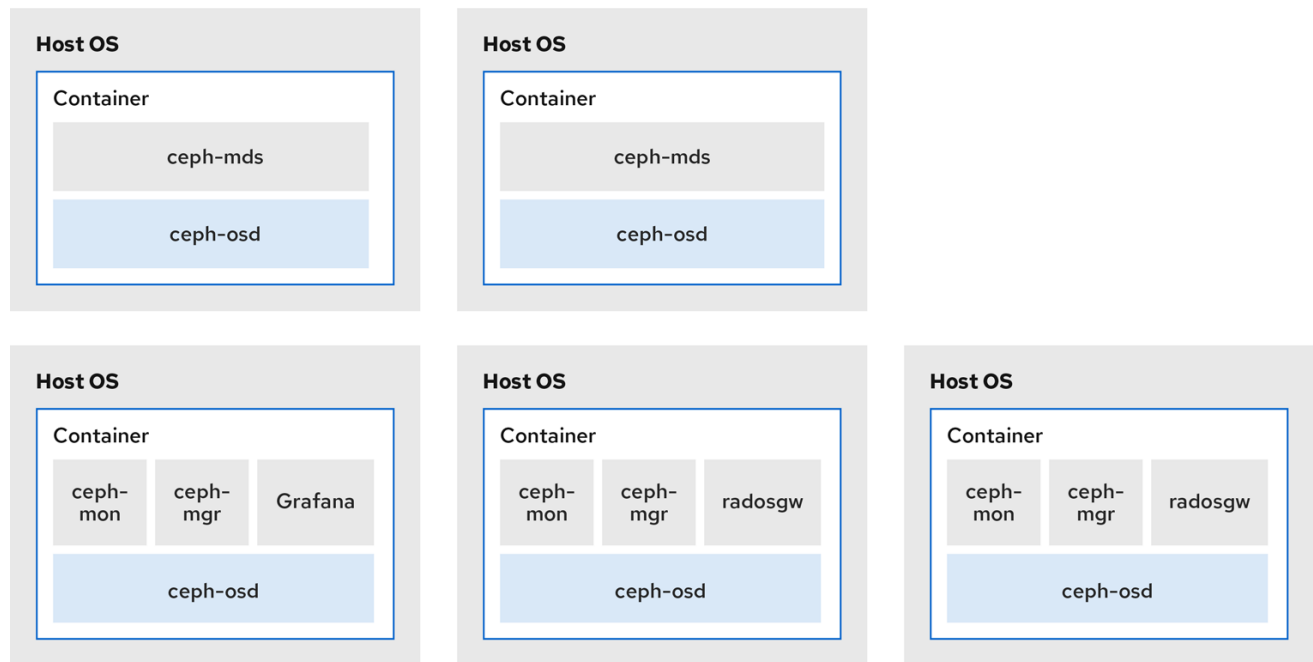 Host OS
Container
ceph-mds
ceph-osd
Host OS
Container
ceph-mds
ceph-osd
Host OS
Container
ceph-
mon
ceph-
mgr
Grafana
ceph-osd
Host OS
Container
ceph-
mon
ceph-
mgr
radosgw
ceph-osd
Host OS
Container
ceph-
mon
ceph-
mgr
radosgw
ceph-osd